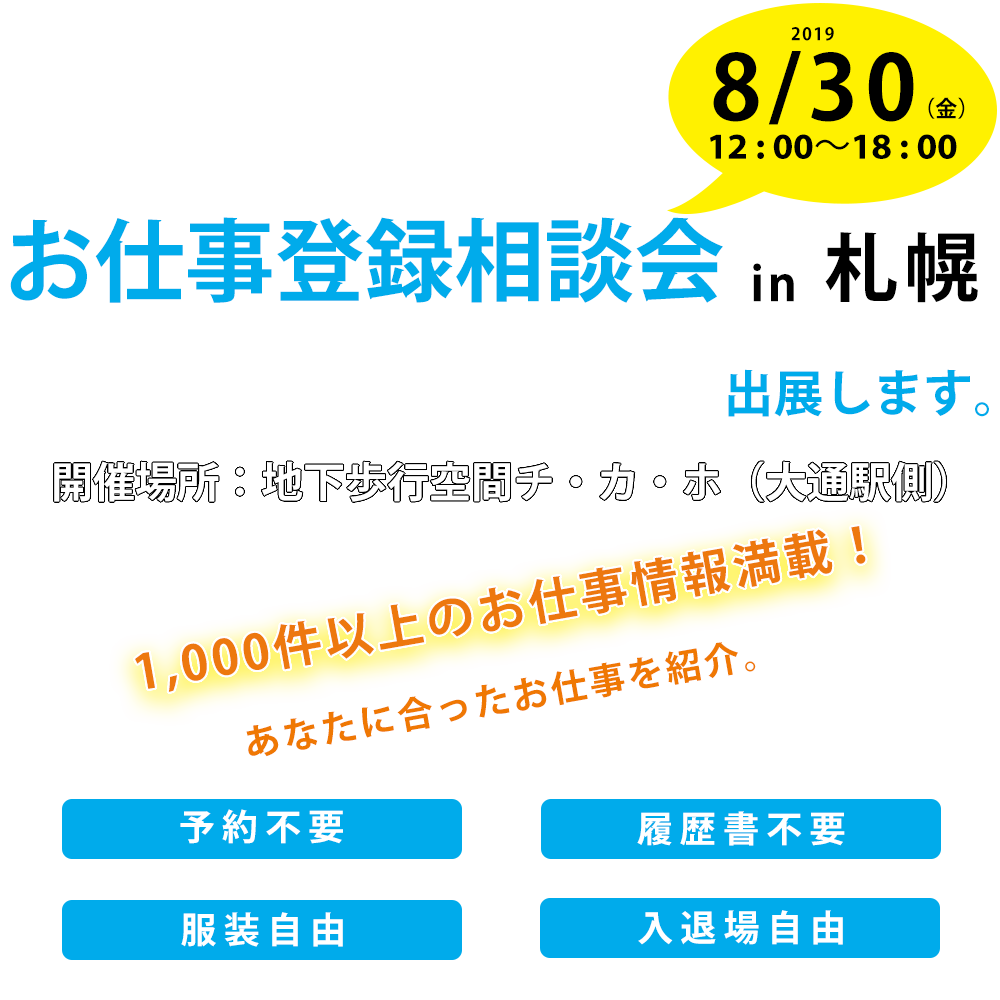 2019
8/30(金)
12:00～18:00
お仕事登録相談会 in 札幌
出展します。
開催場所：地下歩行空間チ・カ・ホ（大通駅側）
1,000件以上のお仕事情報満載！
あなたに合ったお仕事を紹介。
予約不要
履歴書不要
服装自由
入退場自由